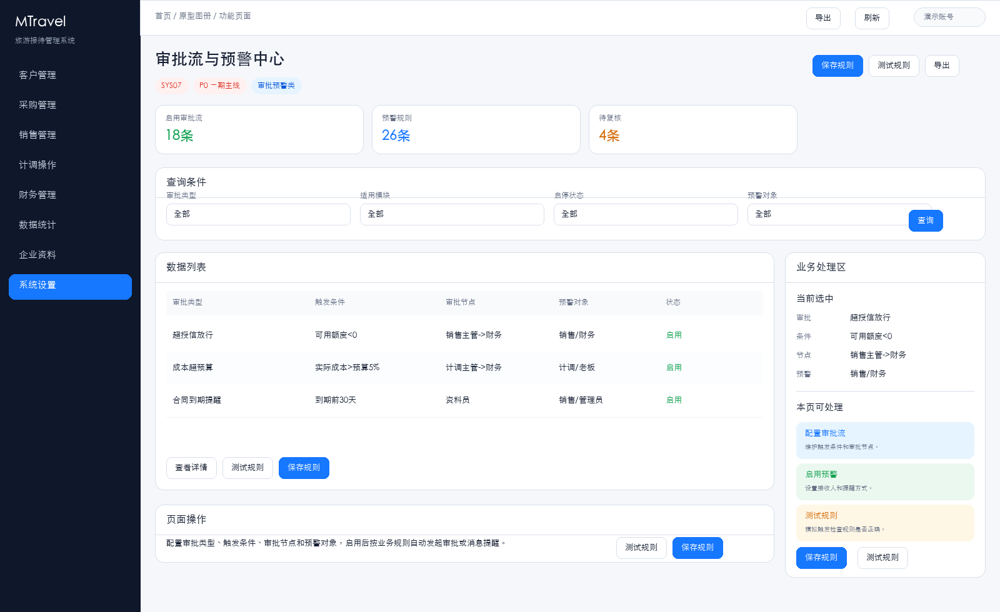 MTravel
旅游接待管理系统
客户管理
采购管理
销售管理
计调操作
财务管理
数据统计
企业资料
系统设置
首页 / 原型图册 / 功能页面
导出
刷新
演示账号
审批流与预警中心
保存规则
测试规则
导出
SYS07
P0 一期主线
审批预警类
启用审批流
18条
预警规则
26条
待复核
4条
查询条件
审批类型
适用模块
启停状态
预警对象
全部
全部
全部
全部
查询
数据列表
审批类型 触发条件 审批节点 预警对象 状态
超授信放行 可用额度<0 销售主管->财务 销售/财务 启用
成本超预算 实际成本>预算5% 计调主管->财务 计调/老板 启用
合同到期提醒 到期前30天 资料员 销售/管理员 启用
查看详情
测试规则
保存规则
页面操作
配置审批类型、触发条件、审批节点和预警对象，启用后按业务规则自动发起审批或消息提醒。
测试规则
保存规则
业务处理区
当前选中
审批 超授信放行
条件 可用额度<0
节点 销售主管->财务
预警 销售/财务
本页可处理
配置审批流
维护触发条件和审批节点。
启用预警
设置接收人和提醒方式。
测试规则
模拟触发检查规则是否正确。
保存规则
测试规则